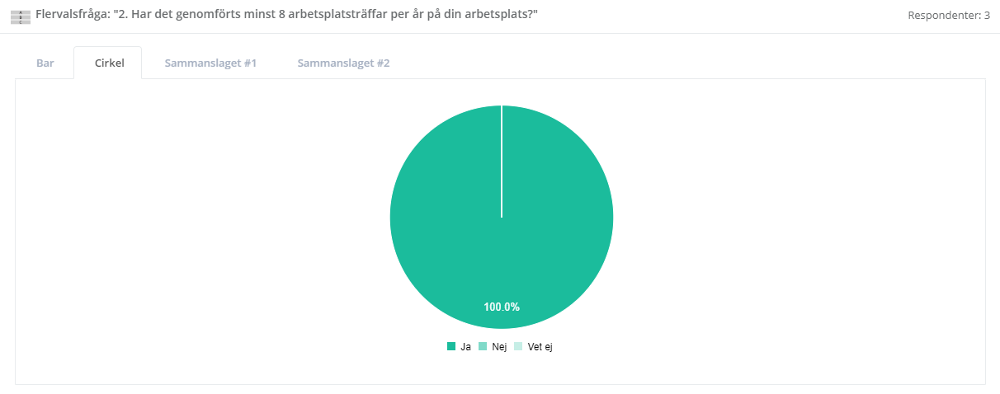 Flervalsfråga: "2. Har det genomförts minst 8 arbetsplatsträffar per år på din arbetsplats?"
Respondenter: 3
Bar
Cirkel
Sammanslaget #1
Sammanslaget #2
100.0%
Ja
Nej
Vet ej